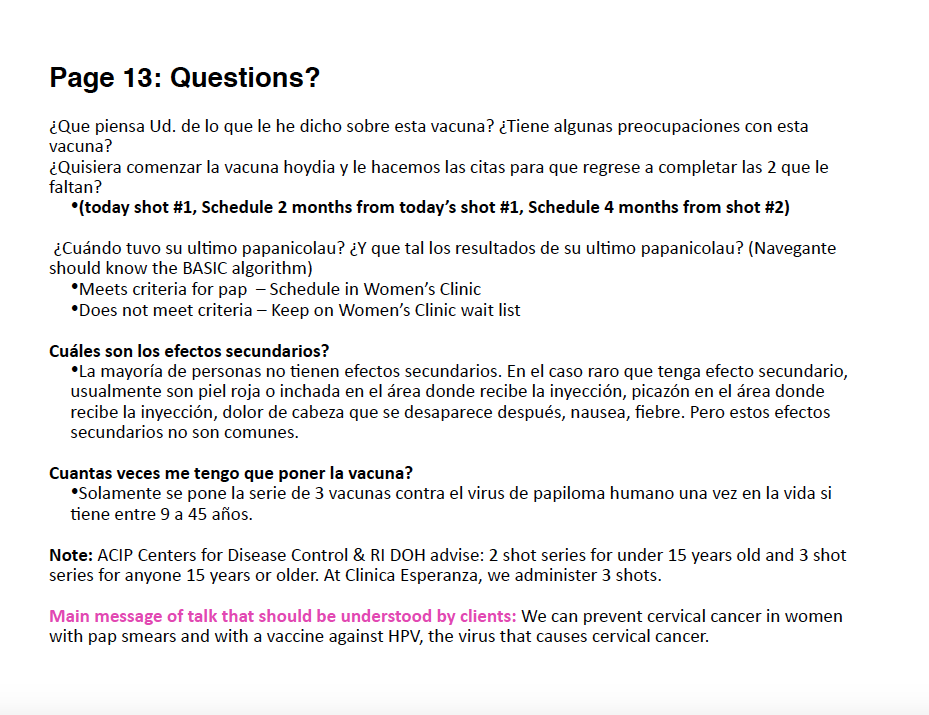 Page 13: Questions?
¿Que piensa Ud. de lo que le he dicho sobre esta vacuna? ¿Tiene algunas preocupaciones con esta
vacuna?
¿Quisiera comenzar la vacuna hoydia y le hacemos las citas para que regrese a completar las 2 que le
faltan?
•(today shot #1, Schedule 2 months from today’s shot #1, Schedule 4 months from shot #2)
¿Cuándo tuvo su ultimo papanicolau? ¿Y que tal los resultados de su ultimo papanicolau? (Navegante
should know the BASIC algorithm)
•Meets criteria for pap – Schedule in Women’s Clinic
•Does not meet criteria – Keep on Women’s Clinic wait list
Cuáles son los efectos secundarios?
•La mayoría de personas no tienen efectos secundarios. En el caso raro que tenga efecto secundario,
usualmente son piel roja o inchada en el área donde recibe la inyección, picazón en el área donde
recibe la inyección, dolor de cabeza que se desaparece después, nausea, fiebre. Pero estos efectos
secundarios no son comunes.
Cuantas veces me tengo que poner la vacuna?
•Solamente se pone la serie de 3 vacunas contra el virus de papiloma humano una vez en la vida si
tiene entre 9 a 45 años.
Note: ACIP Centers for Disease Control & RI DOH advise: 2 shot series for under 15 years old and 3 shot
series for anyone 15 years or older. At Clinica Esperanza, we administer 3 shots.
Main message of talk that should be understood by clients: We can prevent cervical cancer in women
with pap smears and with a vaccine against HPV, the virus that causes cervical cancer.